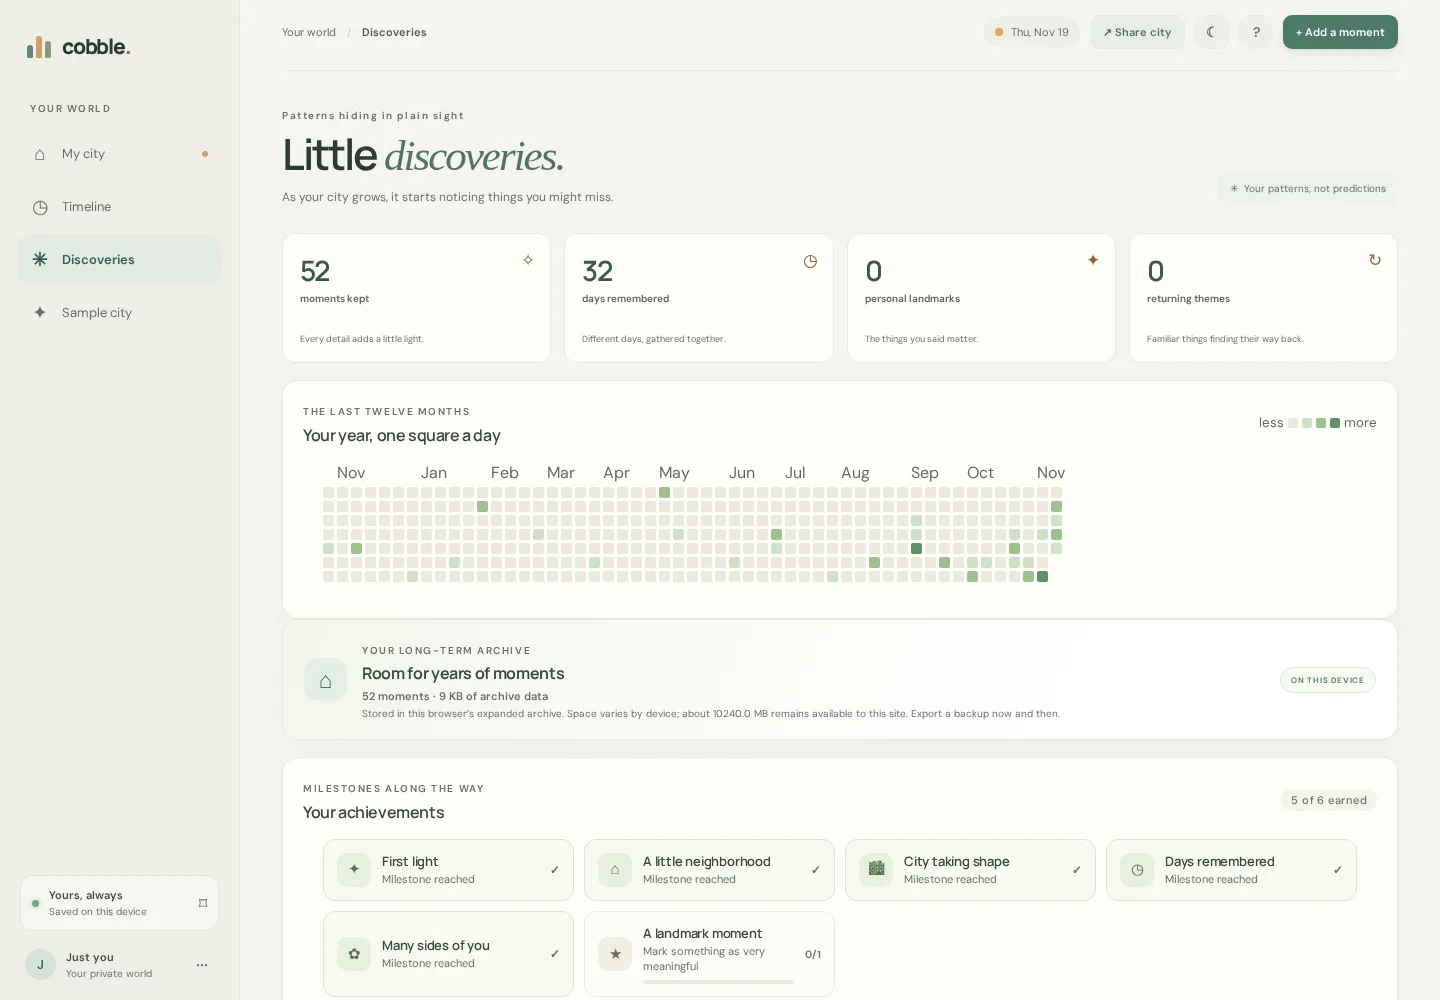 cobble.
YOUR WORLD
My city
Timeline
Discoveries
Sample city
Yours, always
Saved on this device
J
Just you
Your private world
Your world / Discoveries
Thu, Nov 19
↗ Share city
?
+ Add a moment
Patterns hiding in plain sight
Little discoveries.
As your city grows, it starts noticing things you might miss.
Your patterns, not predictions
52
moments kept
Every detail adds a little light.
32
days remembered
Different days, gathered together.
0
personal landmarks
The things you said matter.
0
returning themes
Familiar things finding their way back.
THE LAST TWELVE MONTHS
Your year, one square a day
less more
Nov Jan Feb Mar Apr May Jun Jul Aug Sep Oct Nov
YOUR LONG-TERM ARCHIVE
Room for years of moments
52 moments · 9 KB of archive data
Stored in this browser's expanded archive. Space varies by device; about 10240.0 MB remains available to this site. Export a backup now and then.
ON THIS DEVICE
MILESTONES ALONG THE WAY
Your achievements
5 of 6 earned
First light
Milestone reached
✓
A little neighborhood
Milestone reached
✓
City taking shape
Milestone reached
✓
Days remembered
Milestone reached
✓
Many sides of you
Milestone reached
✓
A landmark moment
Mark something as very
meaningful
0/1